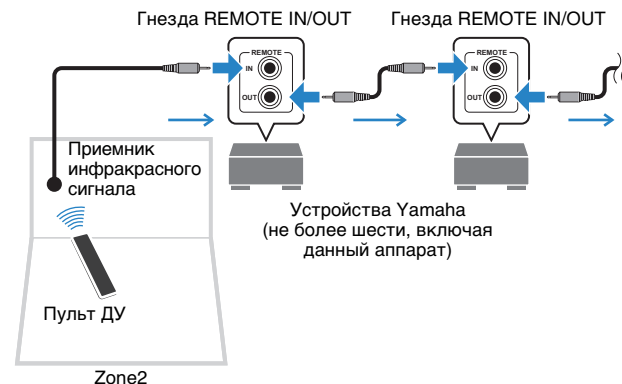 Гнезда REMOTE IN/OUT
Гнезда REMOTE IN/OUT
REMOTE
IN
OUT
REMOTE
IN
OUT
Приемник
инфракрасного
сигнала
Устройства Yamaha
(не более шести, включая
данный аппарат)
Пульт ДУ
Zone2